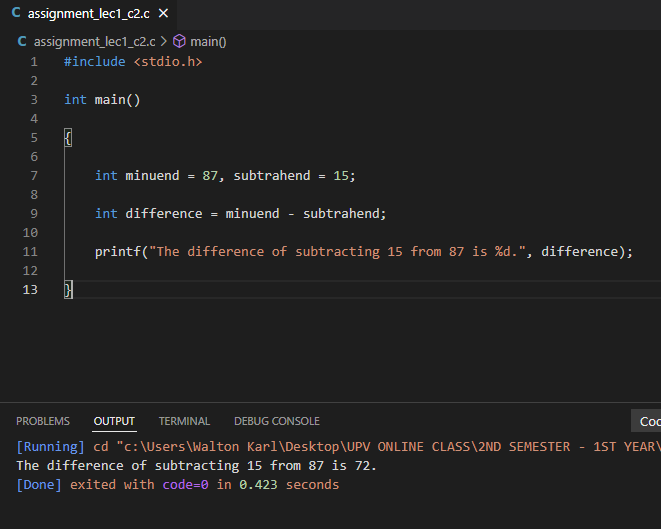 C assignment_lec1_c2.c ×
C assignment_lec1_c2.c > main()
1 #include <stdio.h>
2
3 int main()
4
5 {
6
7 int minuend = 87, subtrahend = 15;
8
9 int difference = minuend - subtrahend;
10
11 printf("The difference of subtracting 15 from 87 is %d.", difference);
12
13 }
PROBLEMS OUTPUT TERMINAL DEBUG CONSOLE Coc
[Running] cd "c:\Users\Walton Karl\Desktop\UPV ONLINE CLASS\2ND SEMESTER - 1ST YEAR\
The difference of subtracting 15 from 87 is 72.
[Done] exited with code=0 in 0.423 seconds